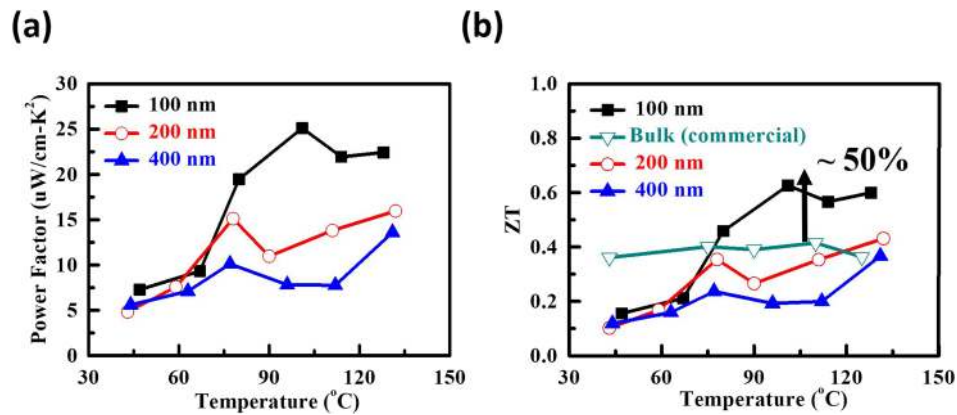 (a)
(b)
30
25
20
15
10
5
0
Power Factor (uW/cm-K²)
100 nm
200 nm
400 nm
30
60
90
120
150
Temperature (°C)
1.0
0.8
0.6
0.4
0.2
0.0
ZT
100 nm
Bulk (commercial)
200 nm
400 nm
~ 50%
30
60
90
120
150
Temperature (°C)